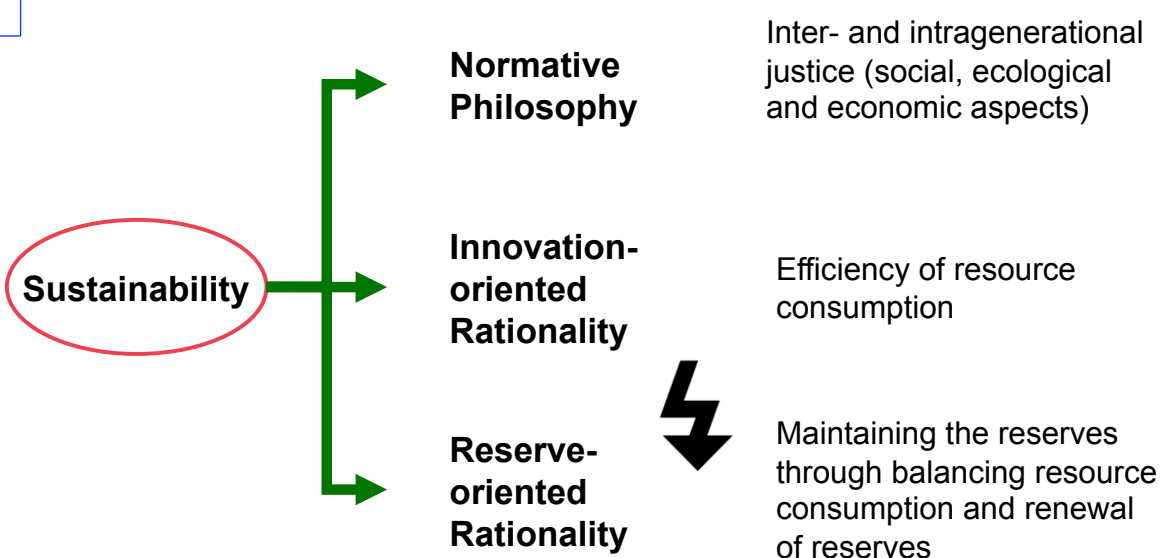 Normative
Philosophy
Inter- and intragenerational
justice (social, ecological
and economic aspects)
Sustainability
Innovation-
oriented
Rationality
Efficiency of resource
consumption
Reserve-
oriented
Rationality
Maintaining the reserves
through balancing resource
consumption and renewal
of reserves